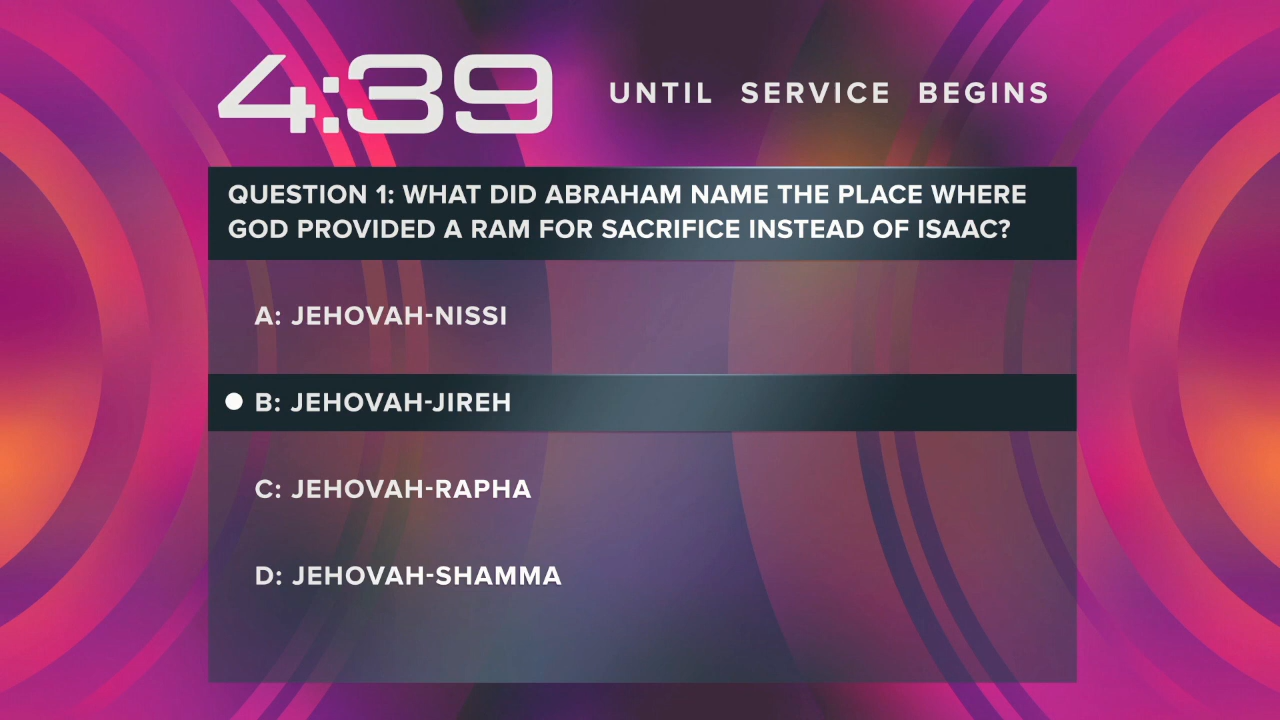 4:39 UNTIL SERVICE BEGINS
QUESTION 1: WHAT DID ABRAHAM NAME THE PLACE WHERE
GOD PROVIDED A RAM FOR SACRIFICE INSTEAD OF ISAAC?
A: JEHOVAH-NISSI
B: JEHOVAH-JIREH
C: JEHOVAH-RAPHA
D: JEHOVAH-SHAMMA